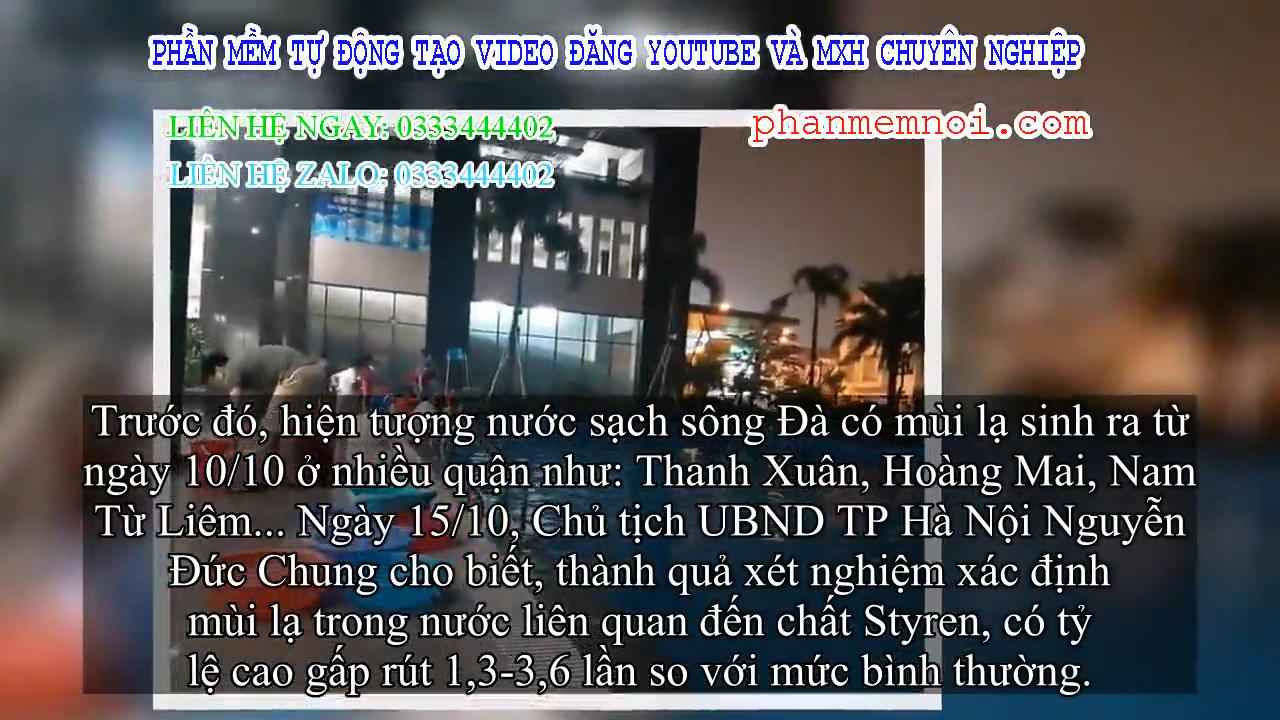 PHẦN MỀM TỰ ĐỘNG TẠO VIDEO ĐĂNG YOUTUBE VÀ MXH CHUYÊN NGHIỆP
LIÊN HỆ NGAY: 0333444402
phanmemnoi.com
LIÊN HỆ ZALO: 0333444402
Trước đó, hiện tượng nước sạch sông Đà có mùi lạ sinh ra từ
ngày 10/10 ở nhiều quận như: Thanh Xuân, Hoàng Mai, Nam
Từ Liêm... Ngày 15/10, Chủ tịch UBND TP Hà Nội Nguyễn
Đức Chung cho biết, thành quả xét nghiệm xác định
mùi lạ trong nước liên quan đến chất Styren, có tỷ
lệ cao gấp rút 1,3-3,6 lần so với mức bình thường.